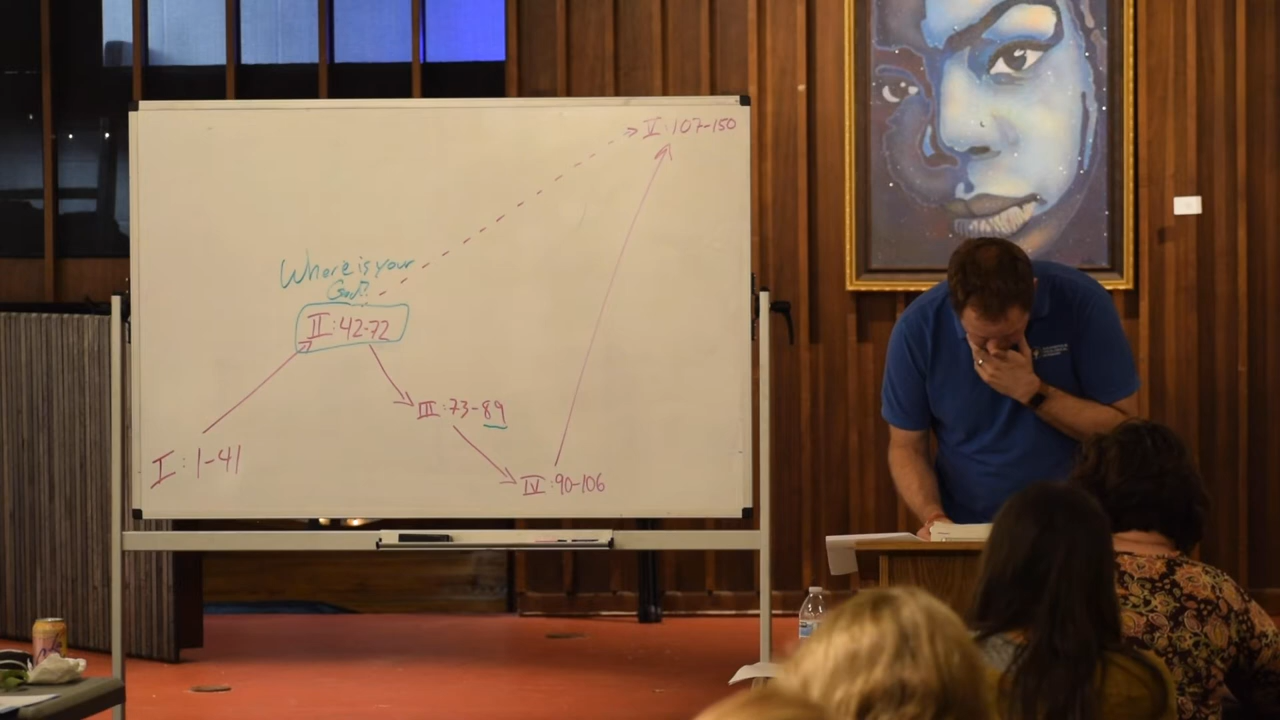 V:107-150
Where is your
God?
II:42-72
III:73-89
I:1-41
IV:90-106